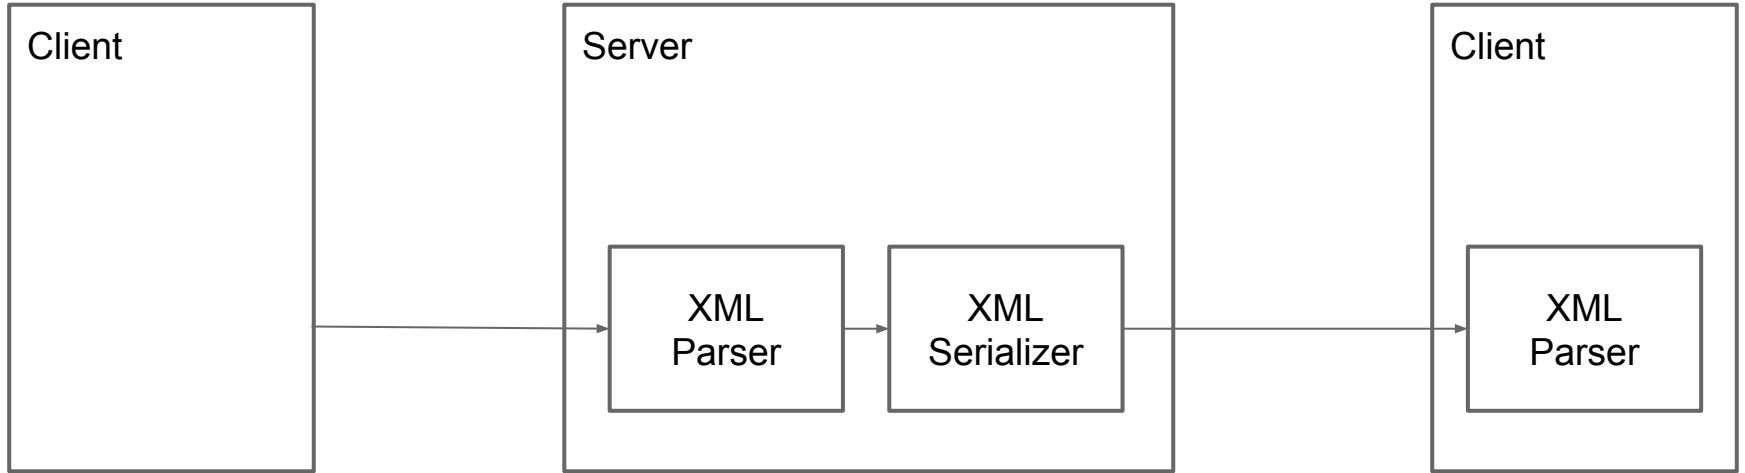 Client
Server
Client
XML
Parser
XML
Serializer
XML
Parser